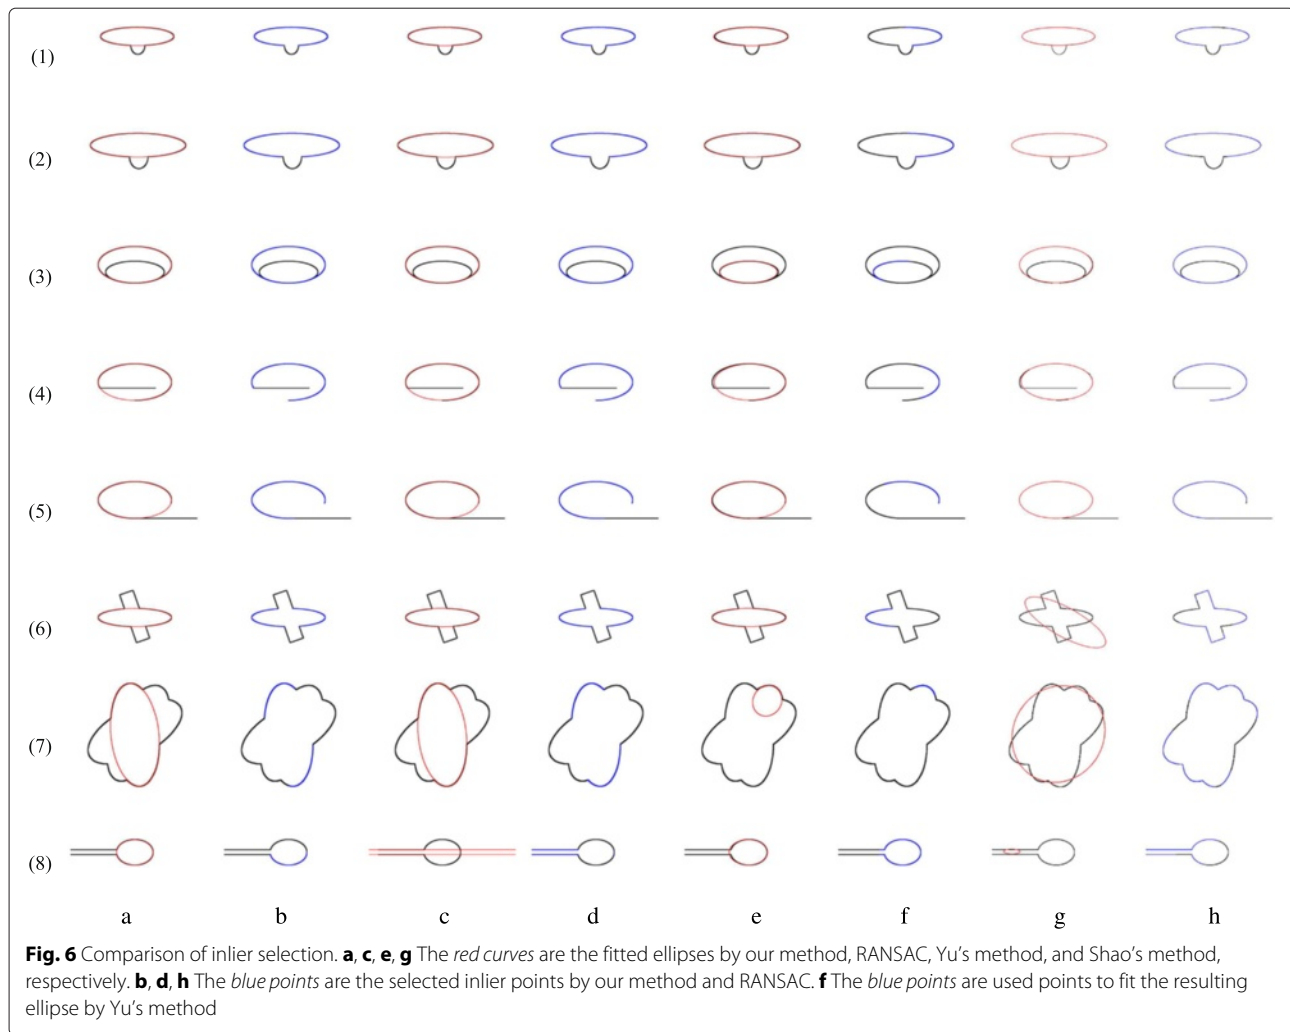 (1)
(2)
(3)
(4)
(5)
(6)
(7)
(8)
a b c d e f g h
Fig. 6 Comparison of inlier selection. a, c, e, g The red curves are the fitted ellipses by our method, RANSAC, Yu's method, and Shao's method,
respectively. b, d, h The blue points are the selected inlier points by our method and RANSAC. f The blue points are used points to fit the resulting
ellipse by Yu's method